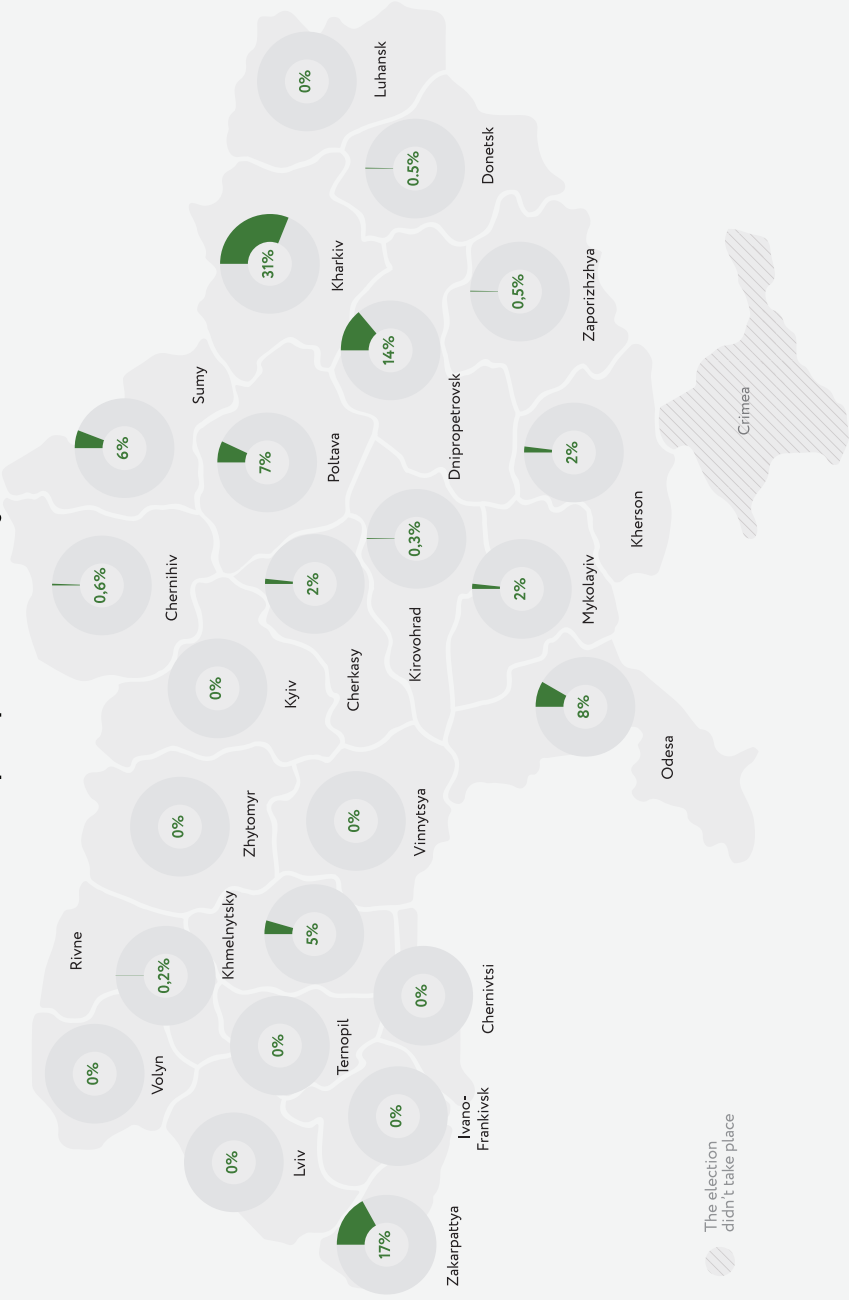 Luhansk
0%
Donetsk
0.5%
Kharkiv
31%
Zaporizhzhya
0,5%
Dnipropetrovsk
14%
Sumy
6%
Poltava
7%
Kherson
2%
Crimea
Chernihiv
0,6%
Cherkasy
2%
Kirovohrad
0,3%
Mykolayiv
2%
Kyiv
0%
Odesa
8%
Zhytomyr
0%
Vinnytsya
0%
Rivne
0,2%
Khmelnytsky
5%
Volyn
0%
Ternopil
0%
Chernivtsi
0%
Lviv
0%
Ivano-
Frankivsk
0%
Zakarpattya
17%
The election
didn't take place